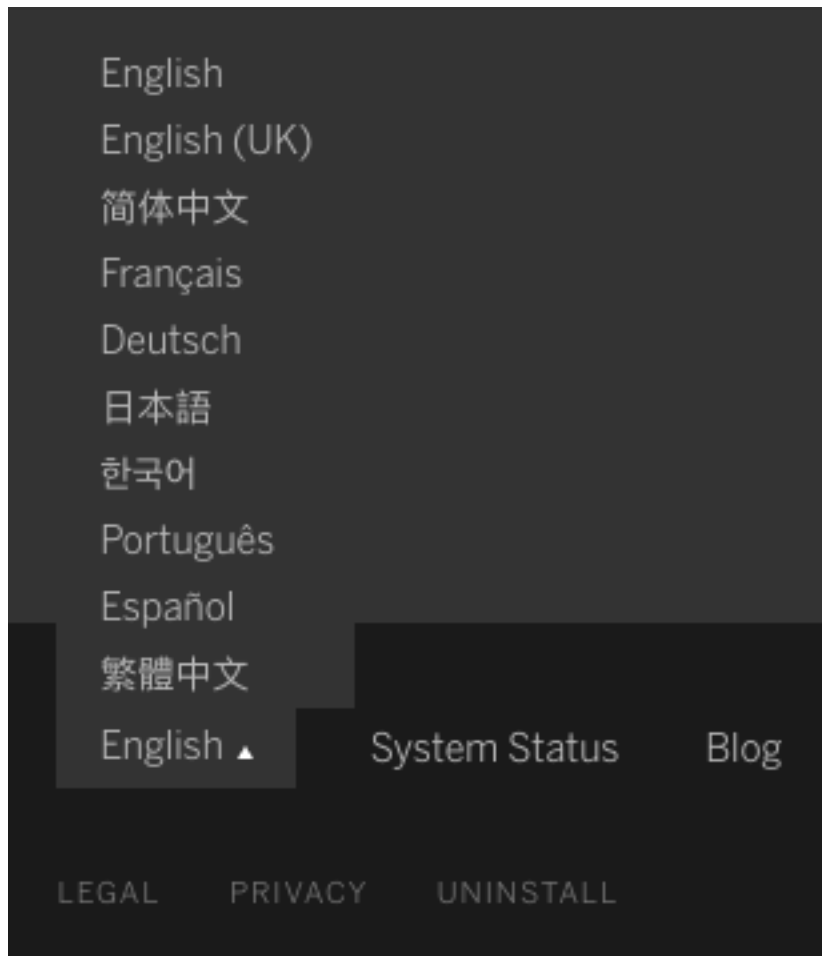 English
English (UK)
简体中文
Français
Deutsch
日本語
한국어
Português
Español
繁體中文
English ▲ System Status Blog
LEGAL PRIVACY UNINSTALL